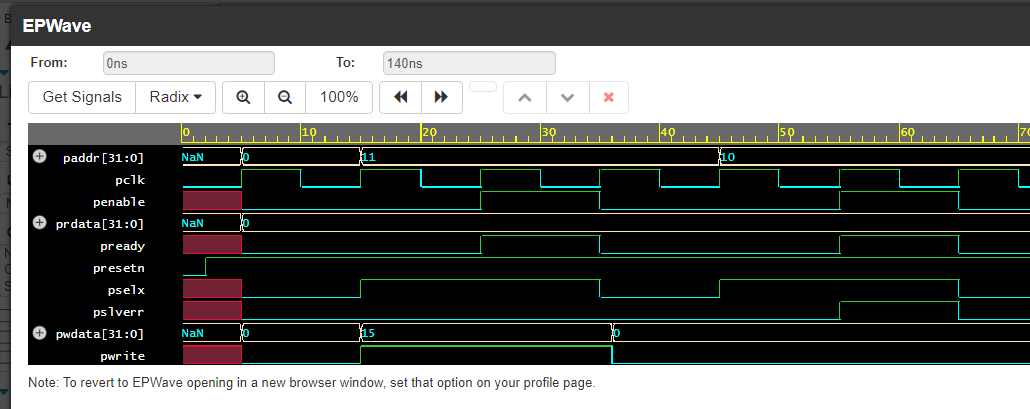 EPWave
From: 0ns To: 140ns
Get Signals Radix 100%
0 10 20 30 40 50 60 70
paddr[31:0] NaN 0 11 10
pclk
penable
prdata[31:0] NaN 0
pready
presetn
pselx
pslverr
pwdata[31:0] NaN 0 15 0
pwrite
Note: To revert to EPWave opening in a new browser window, set that option on your profile page.